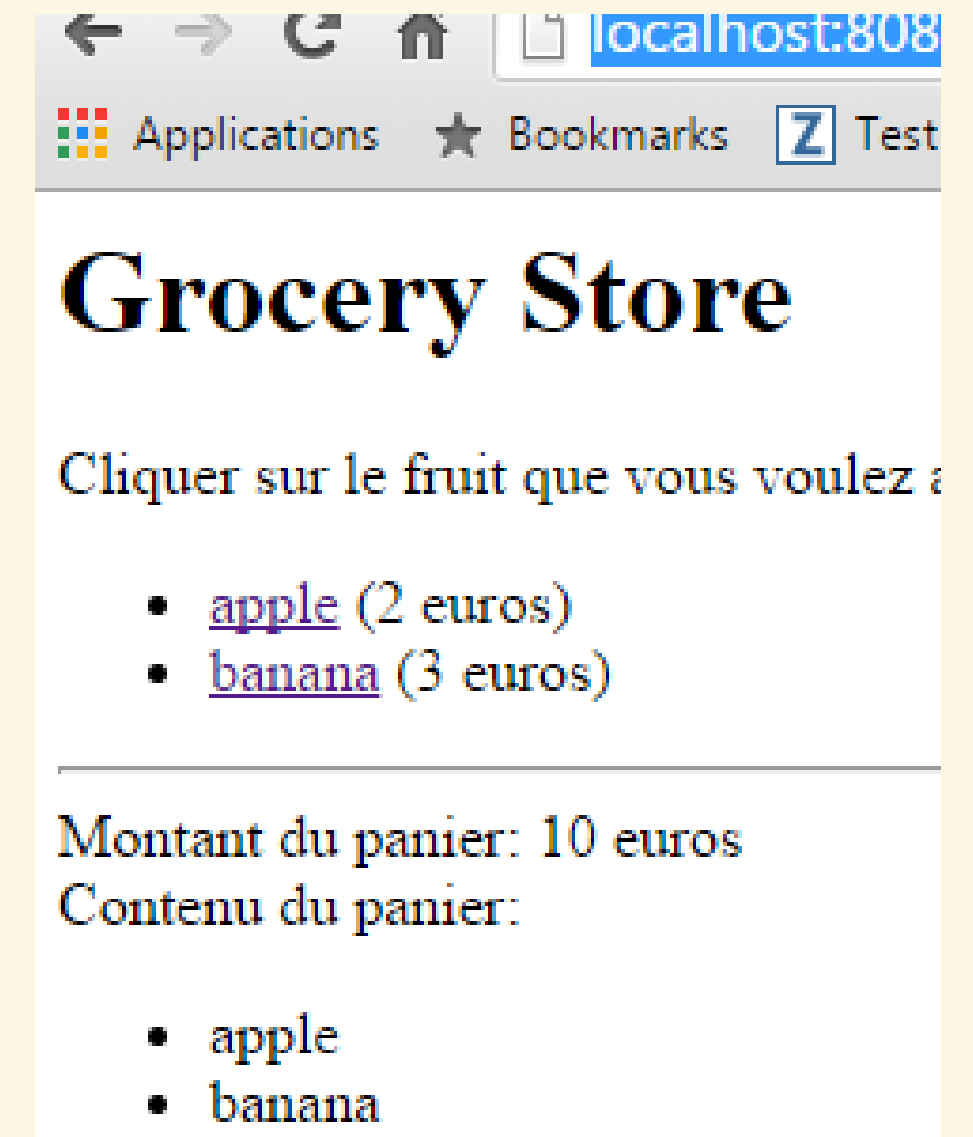 localhost:808
Applications Bookmarks Z Test
Grocery Store
Cliquer sur le fruit que vous voulez
apple (2 euros)
banana (3 euros)
Montant du panier: 10 euros
Contenu du panier:
apple
banana